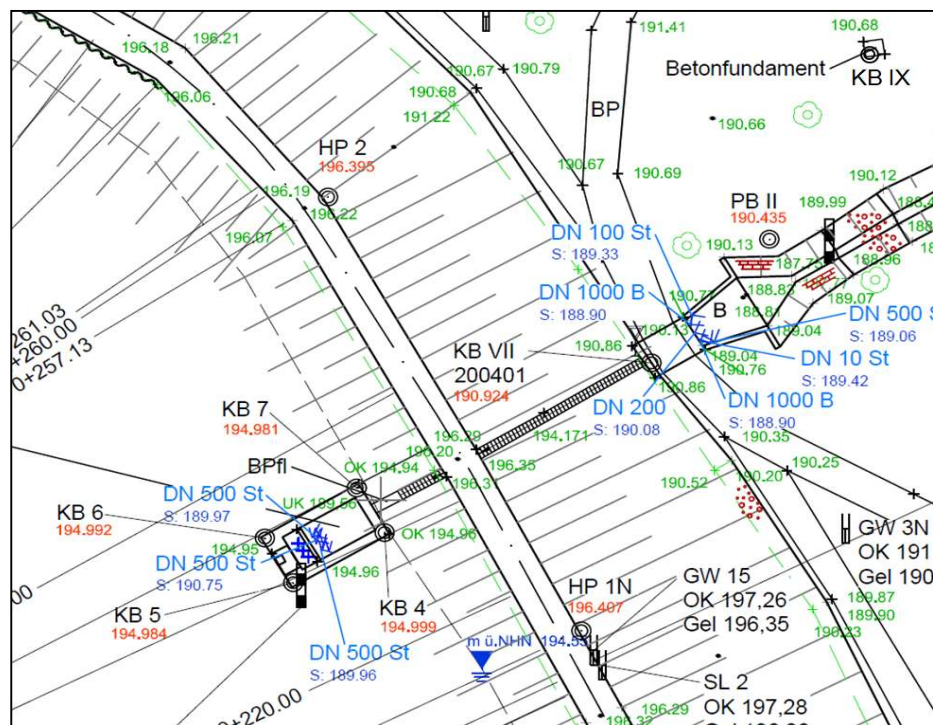 196.18
196.21
196.06
190.67
190.79
190.68
191.22
191.41
190.68
Betonfundament
KB IX
BP
190.66
HP 2
196.395
196.19
196.22
196.07
190.67
190.69
190.12
189.99
PB II
190.435
DN 100 St
S: 189.33
190.13
187.75
188.96
188.83
189.07
DN 1000 B
S: 188.90
B
188.81
190.13
189.04
DN 500 S
S: 189.06
261.03
+260.00
0+257.13
190.86
KB VII
200401
190.924
189.04
190.76
DN 10 St
S: 189.42
190.86
DN 200
S: 190.08
DN 1000 B
S: 188.90
KB 7
194.981
196.29
196.20
194.171
196.35
196.31
190.35
190.25
190.20
190.52
BPfl
OK 194.94
DN 500 St
S: 189.97
UK 189.56
KB 6
194.992
OK 194.96
194.95
DN 500 St
S: 190.75
194.96
GW 3N
OK 191
Gel 190
KB 5
194.984
KB 4
194.999
HP 1N
196.407
GW 15
OK 197,26
Gel 196,35
189.87
189.90
196.23
DN 500 St
S: 189.96
m ü.NHN
SL 2
OK 197,28
0+220.00
196.29
196.32